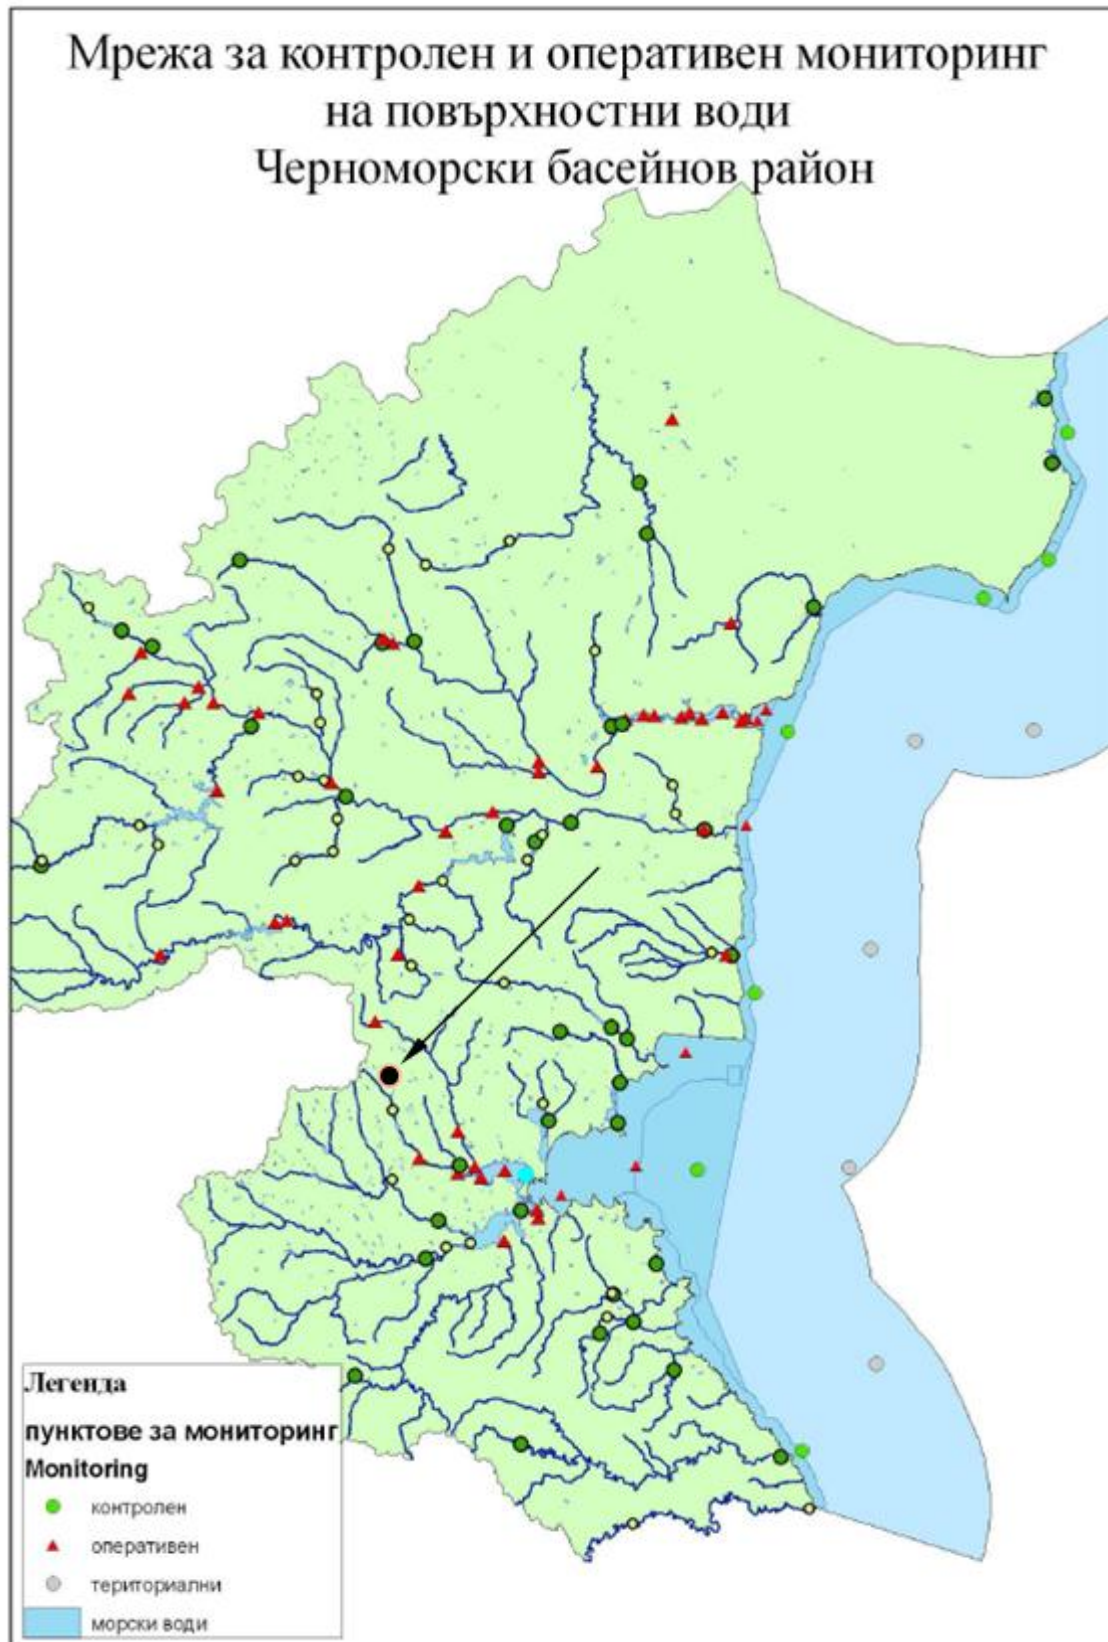 Мрежа за контролен и оперативен мониторинг
на повърхностни води
Черноморски басейнов район
Легенда
пунктове за мониторинг
Monitoring
контролен
оперативен
териториални
морски води